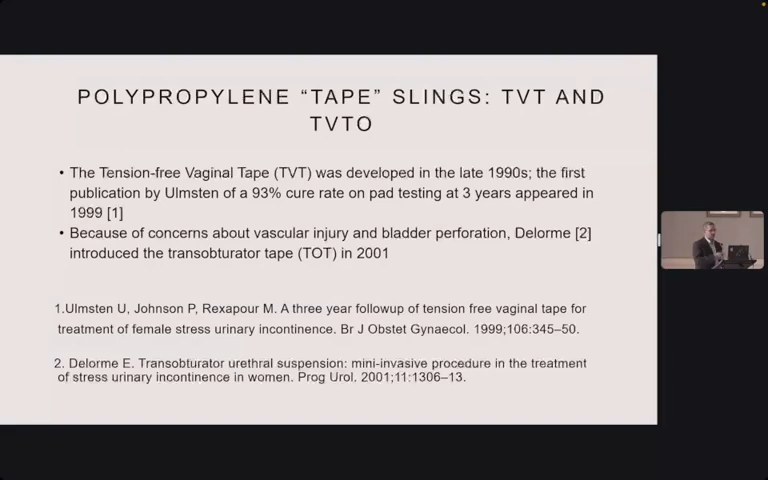 POLYPROPYLENE “TAPE” SLINGS: TVT AND
TVTO
• The Tension-free Vaginal Tape (TVT) was developed in the late 1990s; the first
publication by Ulmsten of a 93% cure rate on pad testing at 3 years appeared in
1999 [1]
• Because of concerns about vascular injury and bladder perforation, Delorme [2]
introduced the transobturator tape (TOT) in 2001
1.Ulmsten U, Johnson P, Rexapour M. A three year followup of tension free vaginal tape for
treatment of female stress urinary incontinence. Br J Obstet Gynaecol. 1999;106:345–50.
2. Delorme E. Transobturator urethral suspension: mini-invasive procedure in the treatment
of stress urinary incontinence in women. Prog Urol. 2001;11:1306–13.